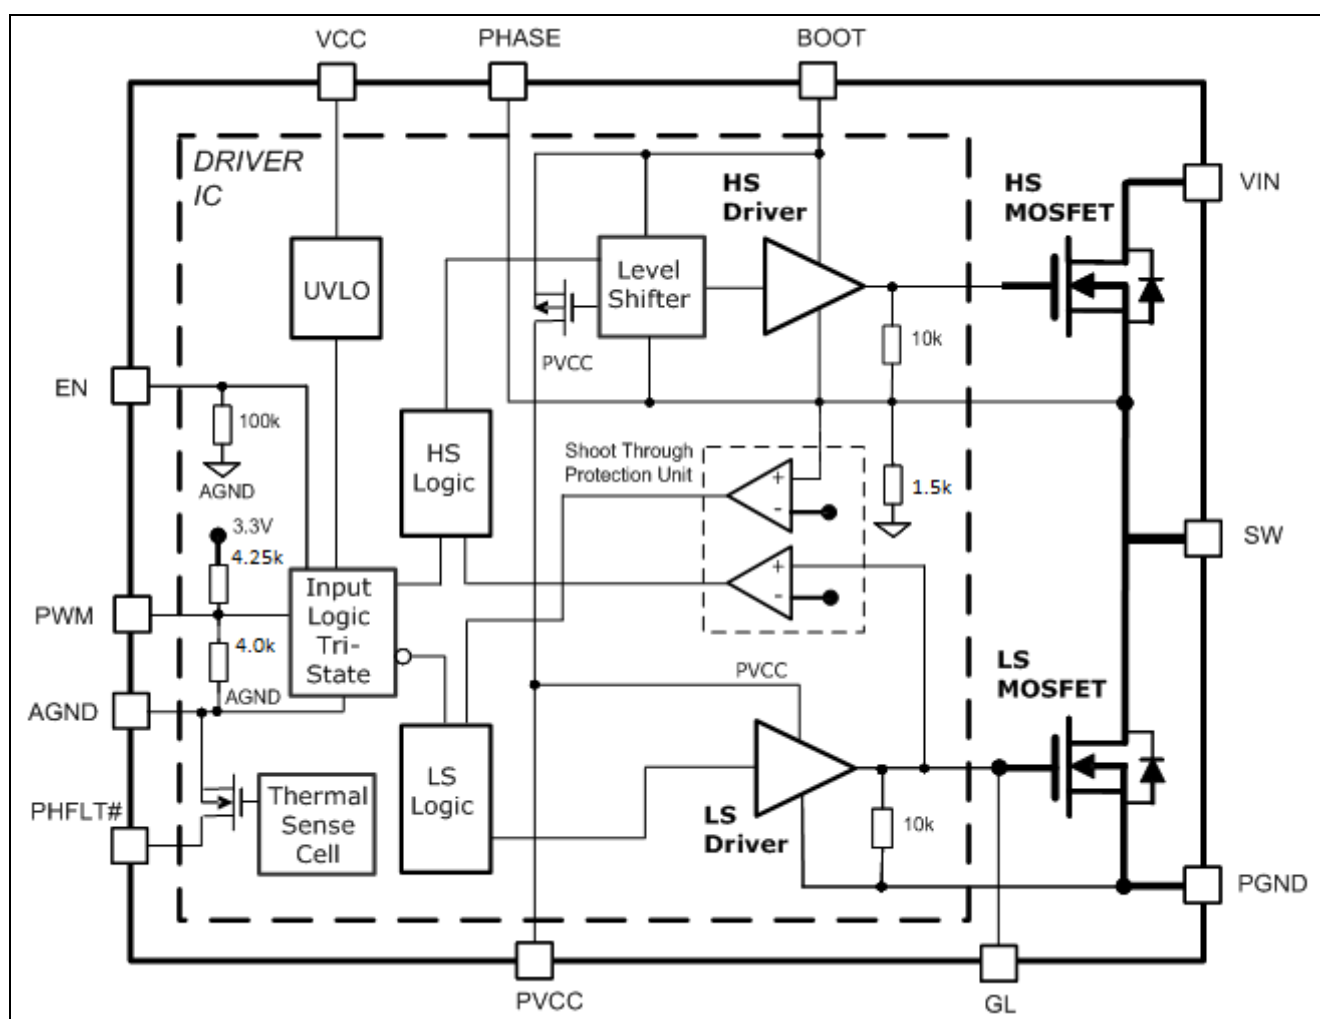 VCC
PHASE
BOOT
DRIVER
IC
HS
Driver
HS
MOSFET
VIN
UVLO
Level
Shifter
10k
PVCC
EN
100k
AGND
HS
Logic
Shoot Through
Protection Unit
+
-
1.5k
3.3V
4.25k
SW
Input
Logic
Tri-
State
+
-
PWM
4.0k
AGND
AGND
PVCC
LS
MOSFET
PHFLT#
Thermal
Sense
Cell
LS
Logic
LS
Driver
10k
PGND
PVCC
GL